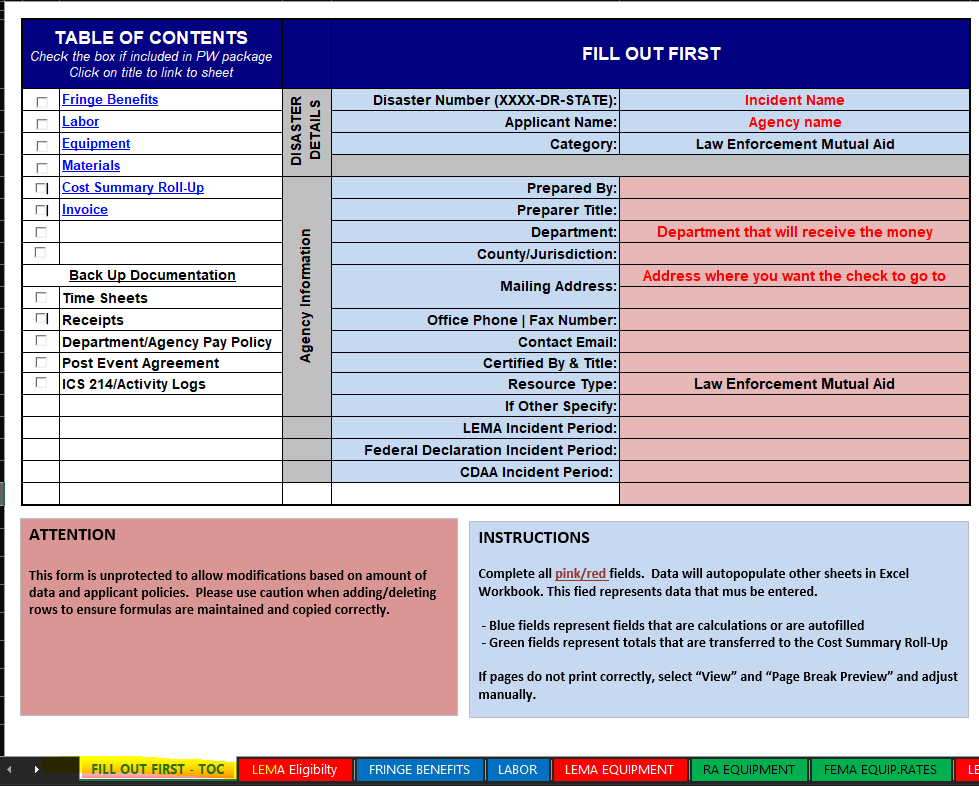 TABLE OF CONTENTS
Check the box if included in PW package
Click on title to link to sheet
FILL OUT FIRST
Fringe Benefits
Labor
Equipment
Materials
Cost Summary Roll-Up
Invoice
Back Up Documentation
Time Sheets
Receipts
Department/Agency Pay Policy
Post Event Agreement
ICS 214/Activity Logs
DISASTER
DETAILS
Agency Information
Disaster Number (XXXX-DR-STATE): Incident Name
Applicant Name: Agency name
Category: Law Enforcement Mutual Aid
Prepared By:
Preparer Title:
Department: Department that will receive the money
County/Jurisdiction:
Mailing Address: Address where you want the check to go to
Office Phone | Fax Number:
Contact Email:
Certified By & Title:
Resource Type: Law Enforcement Mutual Aid
If Other Specify:
LEMA Incident Period:
Federal Declaration Incident Period:
CDAA Incident Period:
ATTENTION
This form is unprotected to allow modifications based on amount of
data and applicant policies. Please use caution when adding/deleting
rows to ensure formulas are maintained and copied correctly.
INSTRUCTIONS
Complete all pink/red fields. Data will autopopulate other sheets in Excel
Workbook. This fied represents data that mus be entered.
- Blue fields represent fields that are calculations or are autofilled
- Green fields represent totals that are transferred to the Cost Summary Roll-Up
If pages do not print correctly, select “View” and “Page Break Preview” and adjust
manually.
FILL OUT FIRST - TOC LEMA Eligibilty FRINGE BENEFITS LABOR LEMA EQUIPMENT RA EQUIPMENT FEMA EQUIP.RATES LE